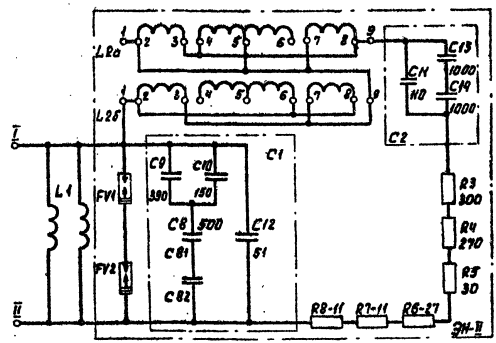 L2а 1 2 3 4 5 6 7 8 9
C11
110
C13
1000
C14
1000
C2
L2б 1 2 3 4 5 6 7 8 9
I
C9
390
C10
150
C1
L1
FV1
C8 500
C81
C12
51
FV2
C82
R3
300
R4
270
R5
30
II
R8-11 R7-11 R6-27
ЭН-II